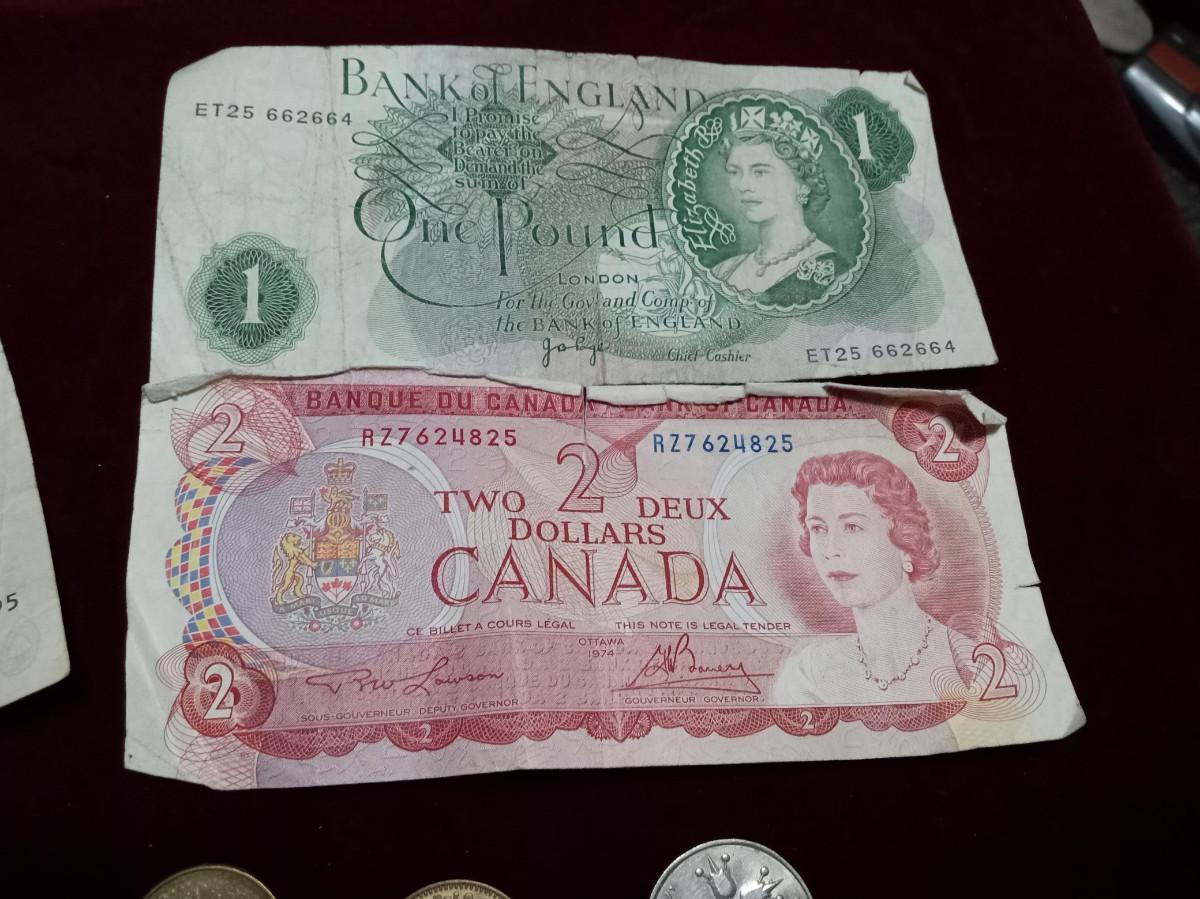 BANK of ENGLAND
ET25 662664
I Promise
to pay the
Bearer on
Demand the
sum of
One Pound
1
Elizabeth R
1
LONDON
For the Govr and Compa of
the BANK of ENGLAND
Chief Cashier
ET25 662664
BANQUE DU CANADA BANK OF CANADA
2
RZ7624825
RZ7624825
2
2
TWO DEUX
DOLLARS
CANADA
CE BILLET A COURS LÉGAL
THIS NOTE IS LEGAL TENDER
OTTAWA
1974
SOUS-GOUVERNEUR DEPUTY GOVERNOR
GOUVERNEUR GOVERNOR
2
2
2
2